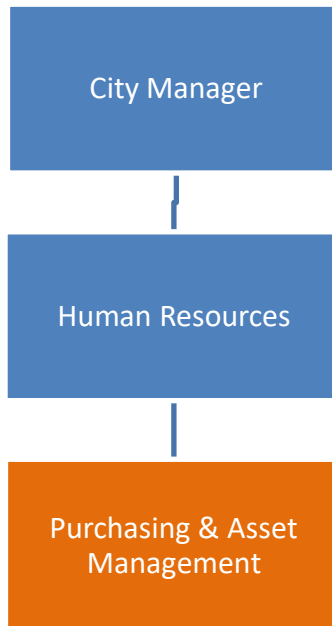 City Manager
Human Resources
Purchasing & Asset
Management